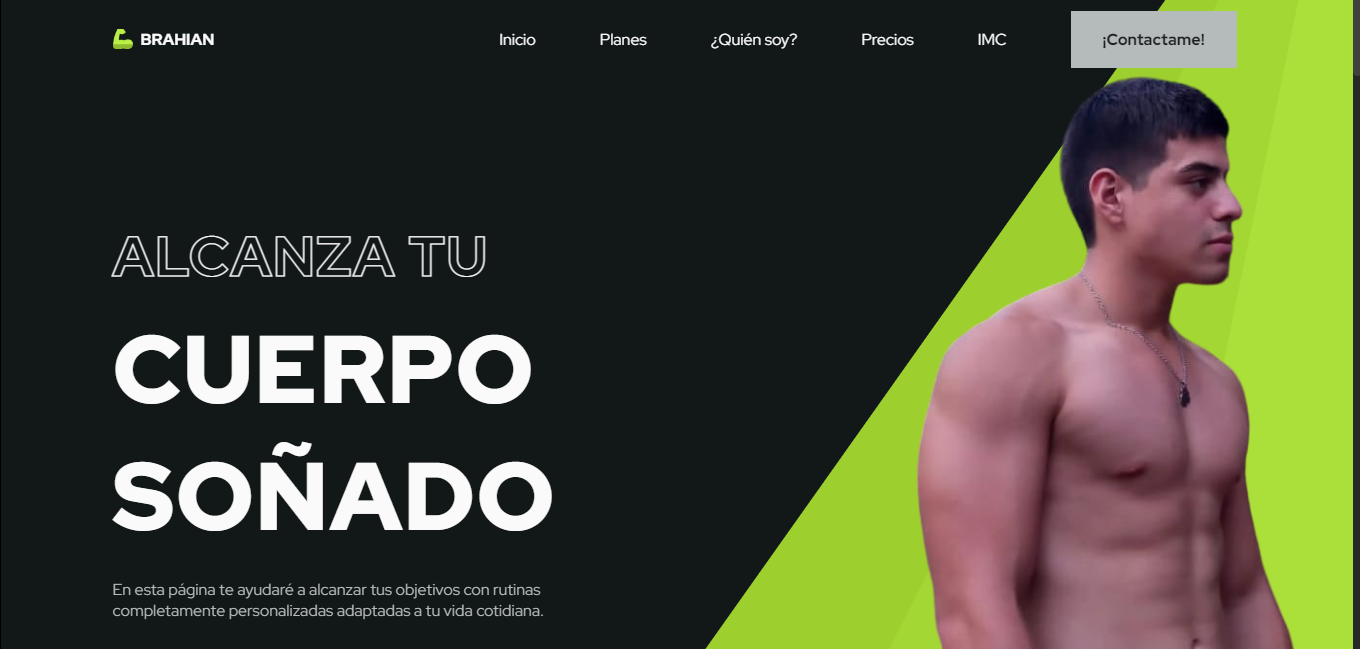 BRAHIAN
Inicio
Planes
¿Quién soy?
Precios
IMC
¡Contactame!
ALCANZA TU
CUERPO
SOÑADO
En esta página te ayudaré a alcanzar tus objetivos con rutinas
completamente personalizadas adaptadas a tu vida cotidiana.